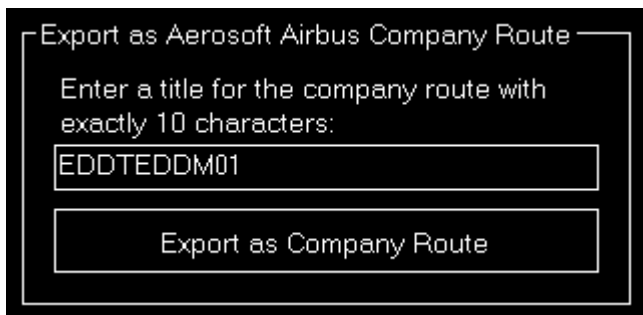 Export as Aerosoft Airbus Company Route
Enter a title for the company route with
exactly 10 characters:
EDDTEDDM01
Export as Company Route